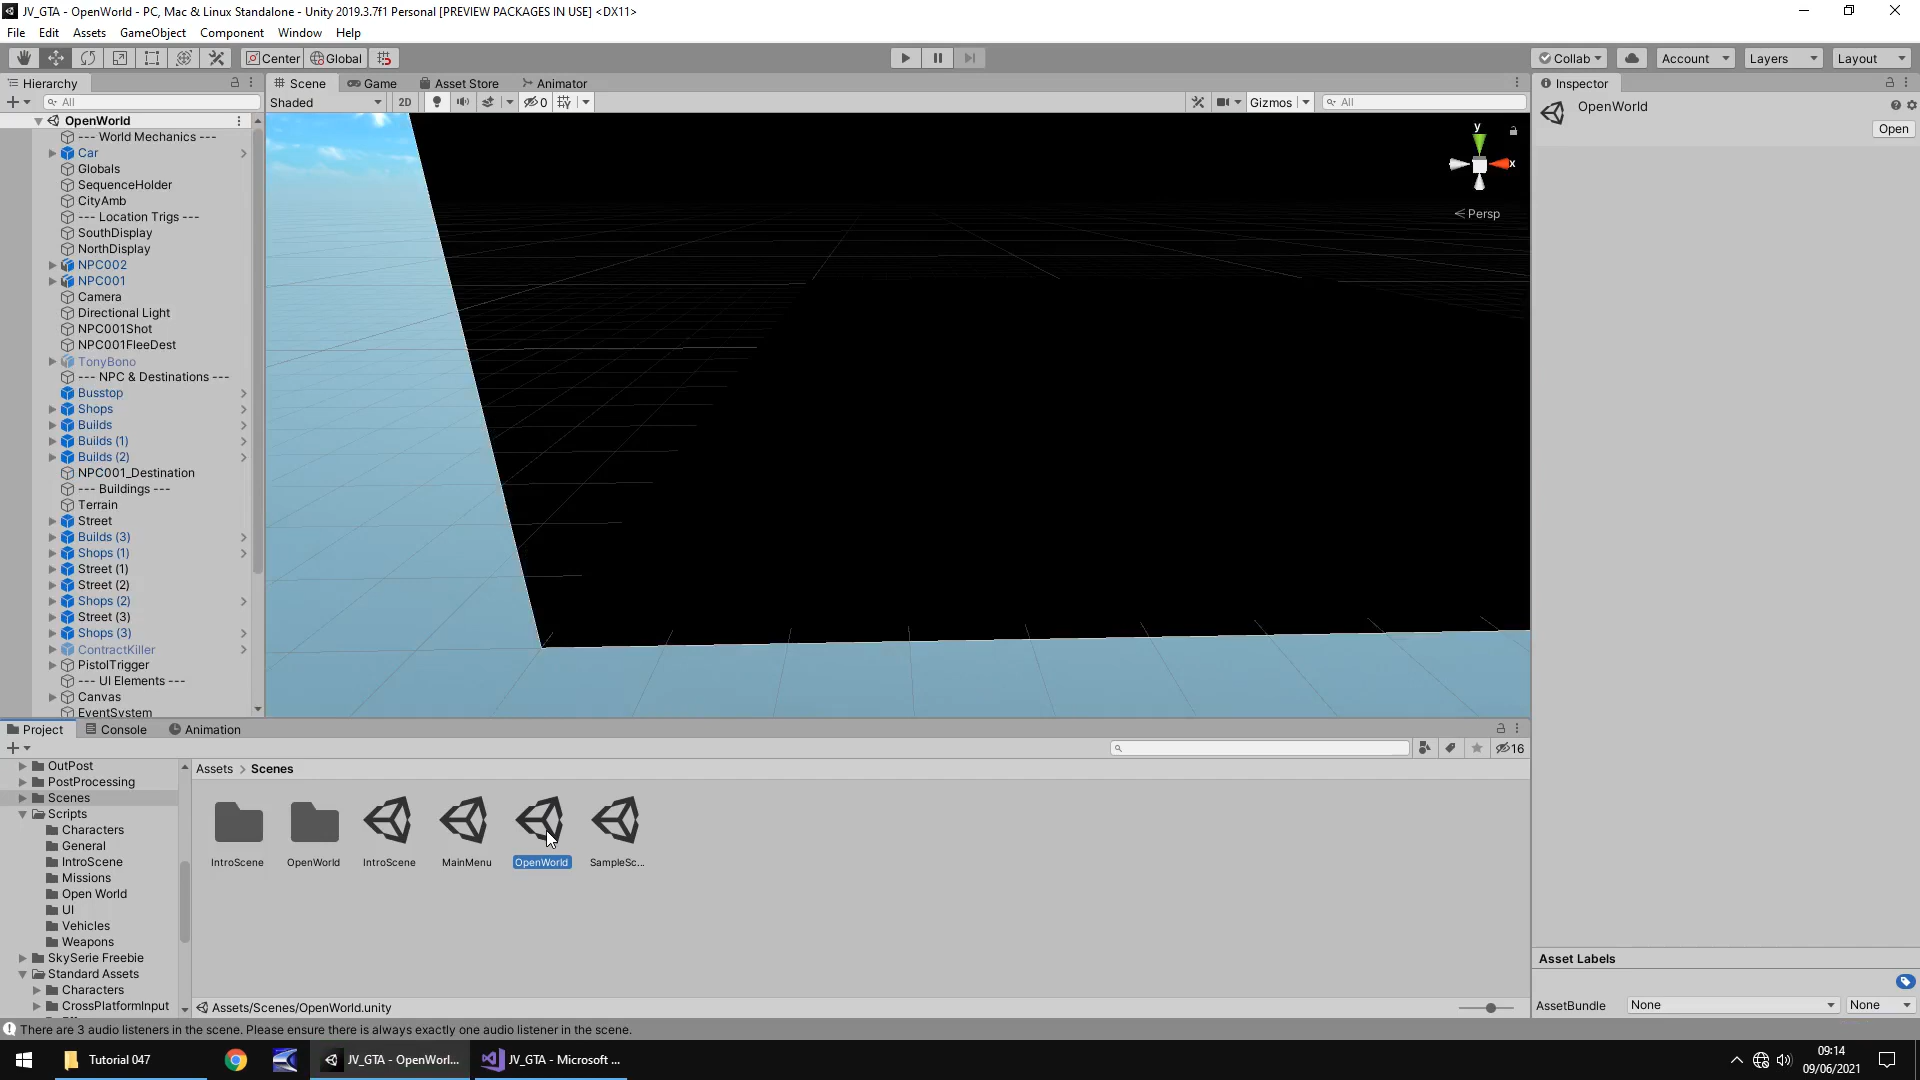 JV_GTA - OpenWorld - PC, Mac & Linux Standalone - Unity 2019.3.7f1 Personal [PREVIEW PACKAGES IN USE] <DX11>
File Edit Assets GameObject Component Window Help
Center Global Collab Account Layers Layout
Hierarchy
All
OpenWorld
--- World Mechanics ---
Car
Globals
SequenceHolder
CityAmb
--- Location Trigs ---
SouthDisplay
NorthDisplay
NPC002
NPC001
Camera
Directional Light
NPC001Shot
NPC001FleeDest
TonyBono
--- NPC & Destinations ---
Busstop
Shops
Builds
Builds (1)
Builds (2)
NPC001_Destination
--- Buildings ---
Terrain
Street
Builds (3)
Shops (1)
Street (1)
Street (2)
Shops (2)
Street (3)
Shops (3)
ContractKiller
PistolTrigger
--- UI Elements ---
Canvas
EventSystem
Scene Game Asset Store Animator
Shaded 2D 0 Gizmos All
y
x
Persp
Inspector
OpenWorld
Open
Asset Labels
AssetBundle None None
Project Console Animation
16
OutPost
PostProcessing
Scenes
Scripts
Characters
General
IntroScene
Missions
Open World
UI
Vehicles
Weapons
SkySerie Freebie
Standard Assets
Characters
CrossPlatformInput
Assets > Scenes
IntroScene OpenWorld IntroScene MainMenu OpenWorld SampleSc...
Assets/Scenes/OpenWorld.unity
There are 3 audio listeners in the scene. Please ensure there is always exactly one audio listener in the scene.
Tutorial 047 JV_GTA - OpenWorl... JV_GTA - Microsoft ...
09:14
09/06/2021